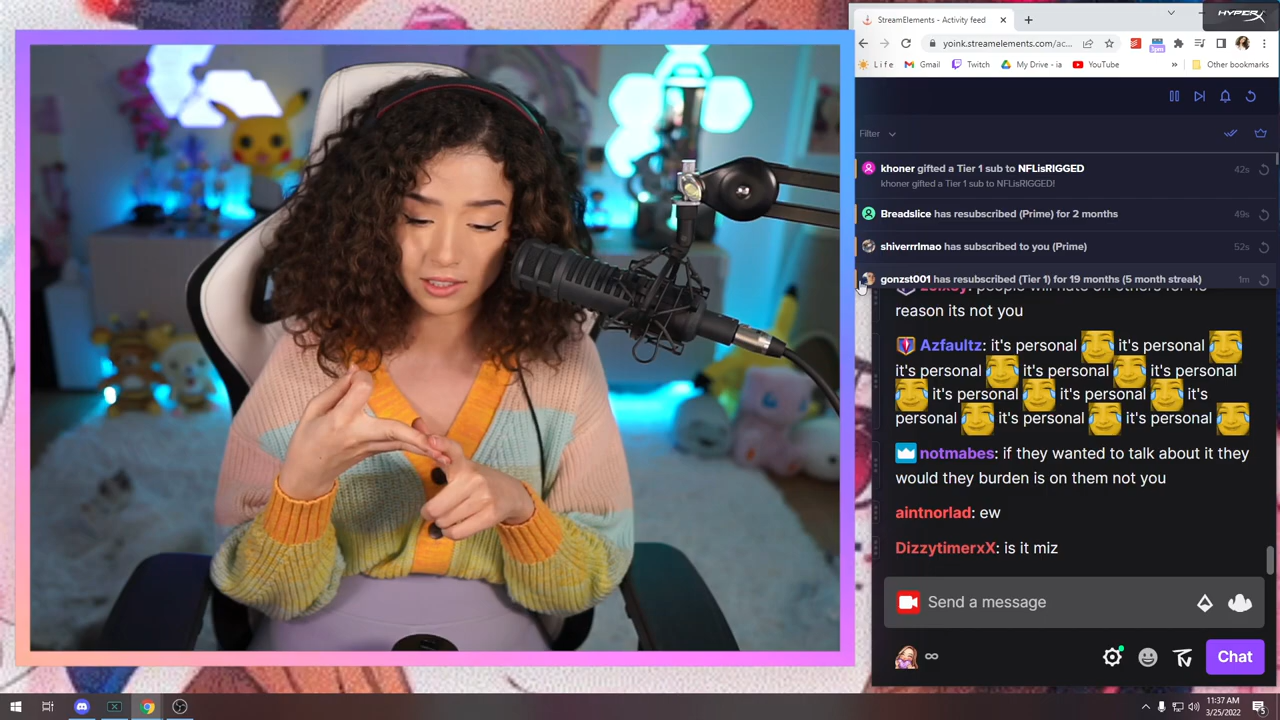 StreamElements - Activity feed
HYPERX
yoink.streamelements.com/ac...
5pm
Life
Gmail
Twitch
My Drive - ia
YouTube
»
Other bookmarks
Filter
khoner gifted a Tier 1 sub to NFLisRIGGED
42s
khoner gifted a Tier 1 sub to NFLisRIGGED!
Breadslice has resubscribed (Prime) for 2 months
49s
shiverrrlmao has subscribed to you (Prime)
52s
gonzst001 has resubscribed (Tier 1) for 19 months (5 month streak)
1m
reason its not you
Azfaultz: it's personal it's personal
it's personal it's personal it's personal
it's personal it's personal it's
personal it's personal it's personal
notmabes: if they wanted to talk about it they
would they burden is on them not you
aintnorlad: ew
DizzytimerxX: is it miz
Send a message
∞
Chat
11:37 AM
3/25/2022
5